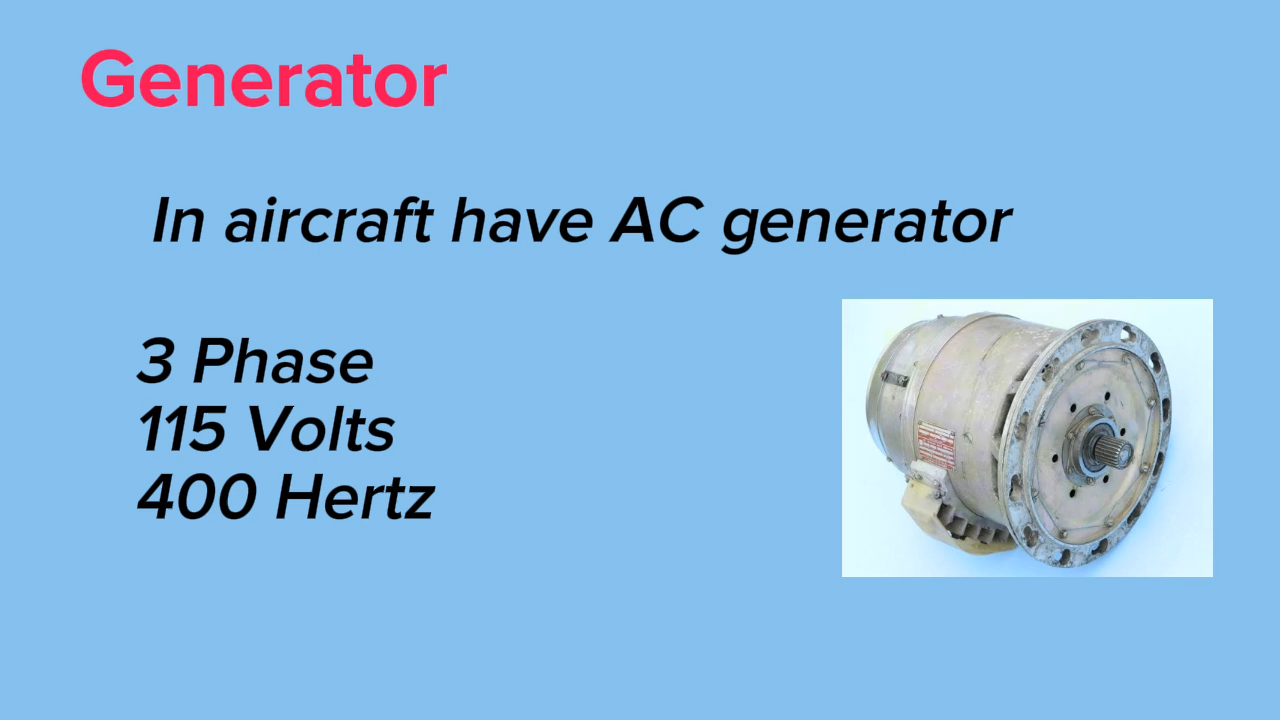 Generator
In aircraft have AC generator
3 Phase
115 Volts
400 Hertz